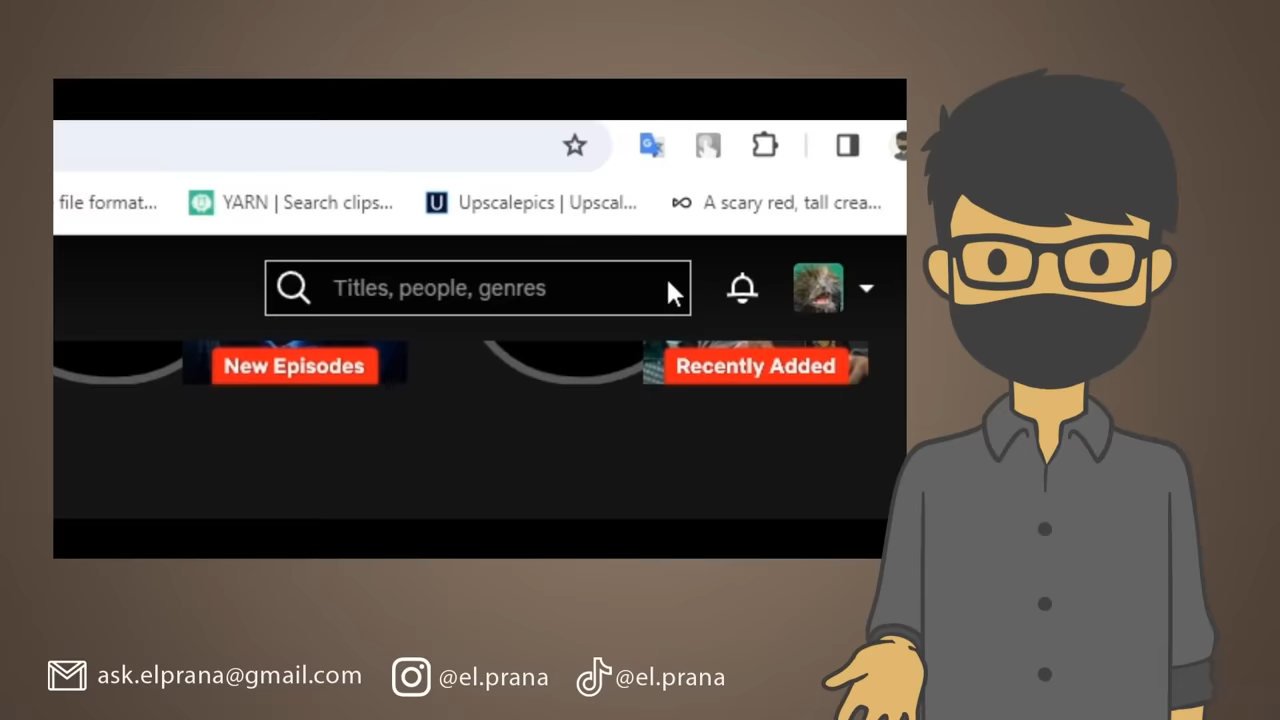 file format... YARN | Search clips... U Upscalepics | Upscal... A scary red, tall crea...
Titles, people, genres
New Episodes Recently Added
ask.elprana@gmail.com @el.prana @el.prana